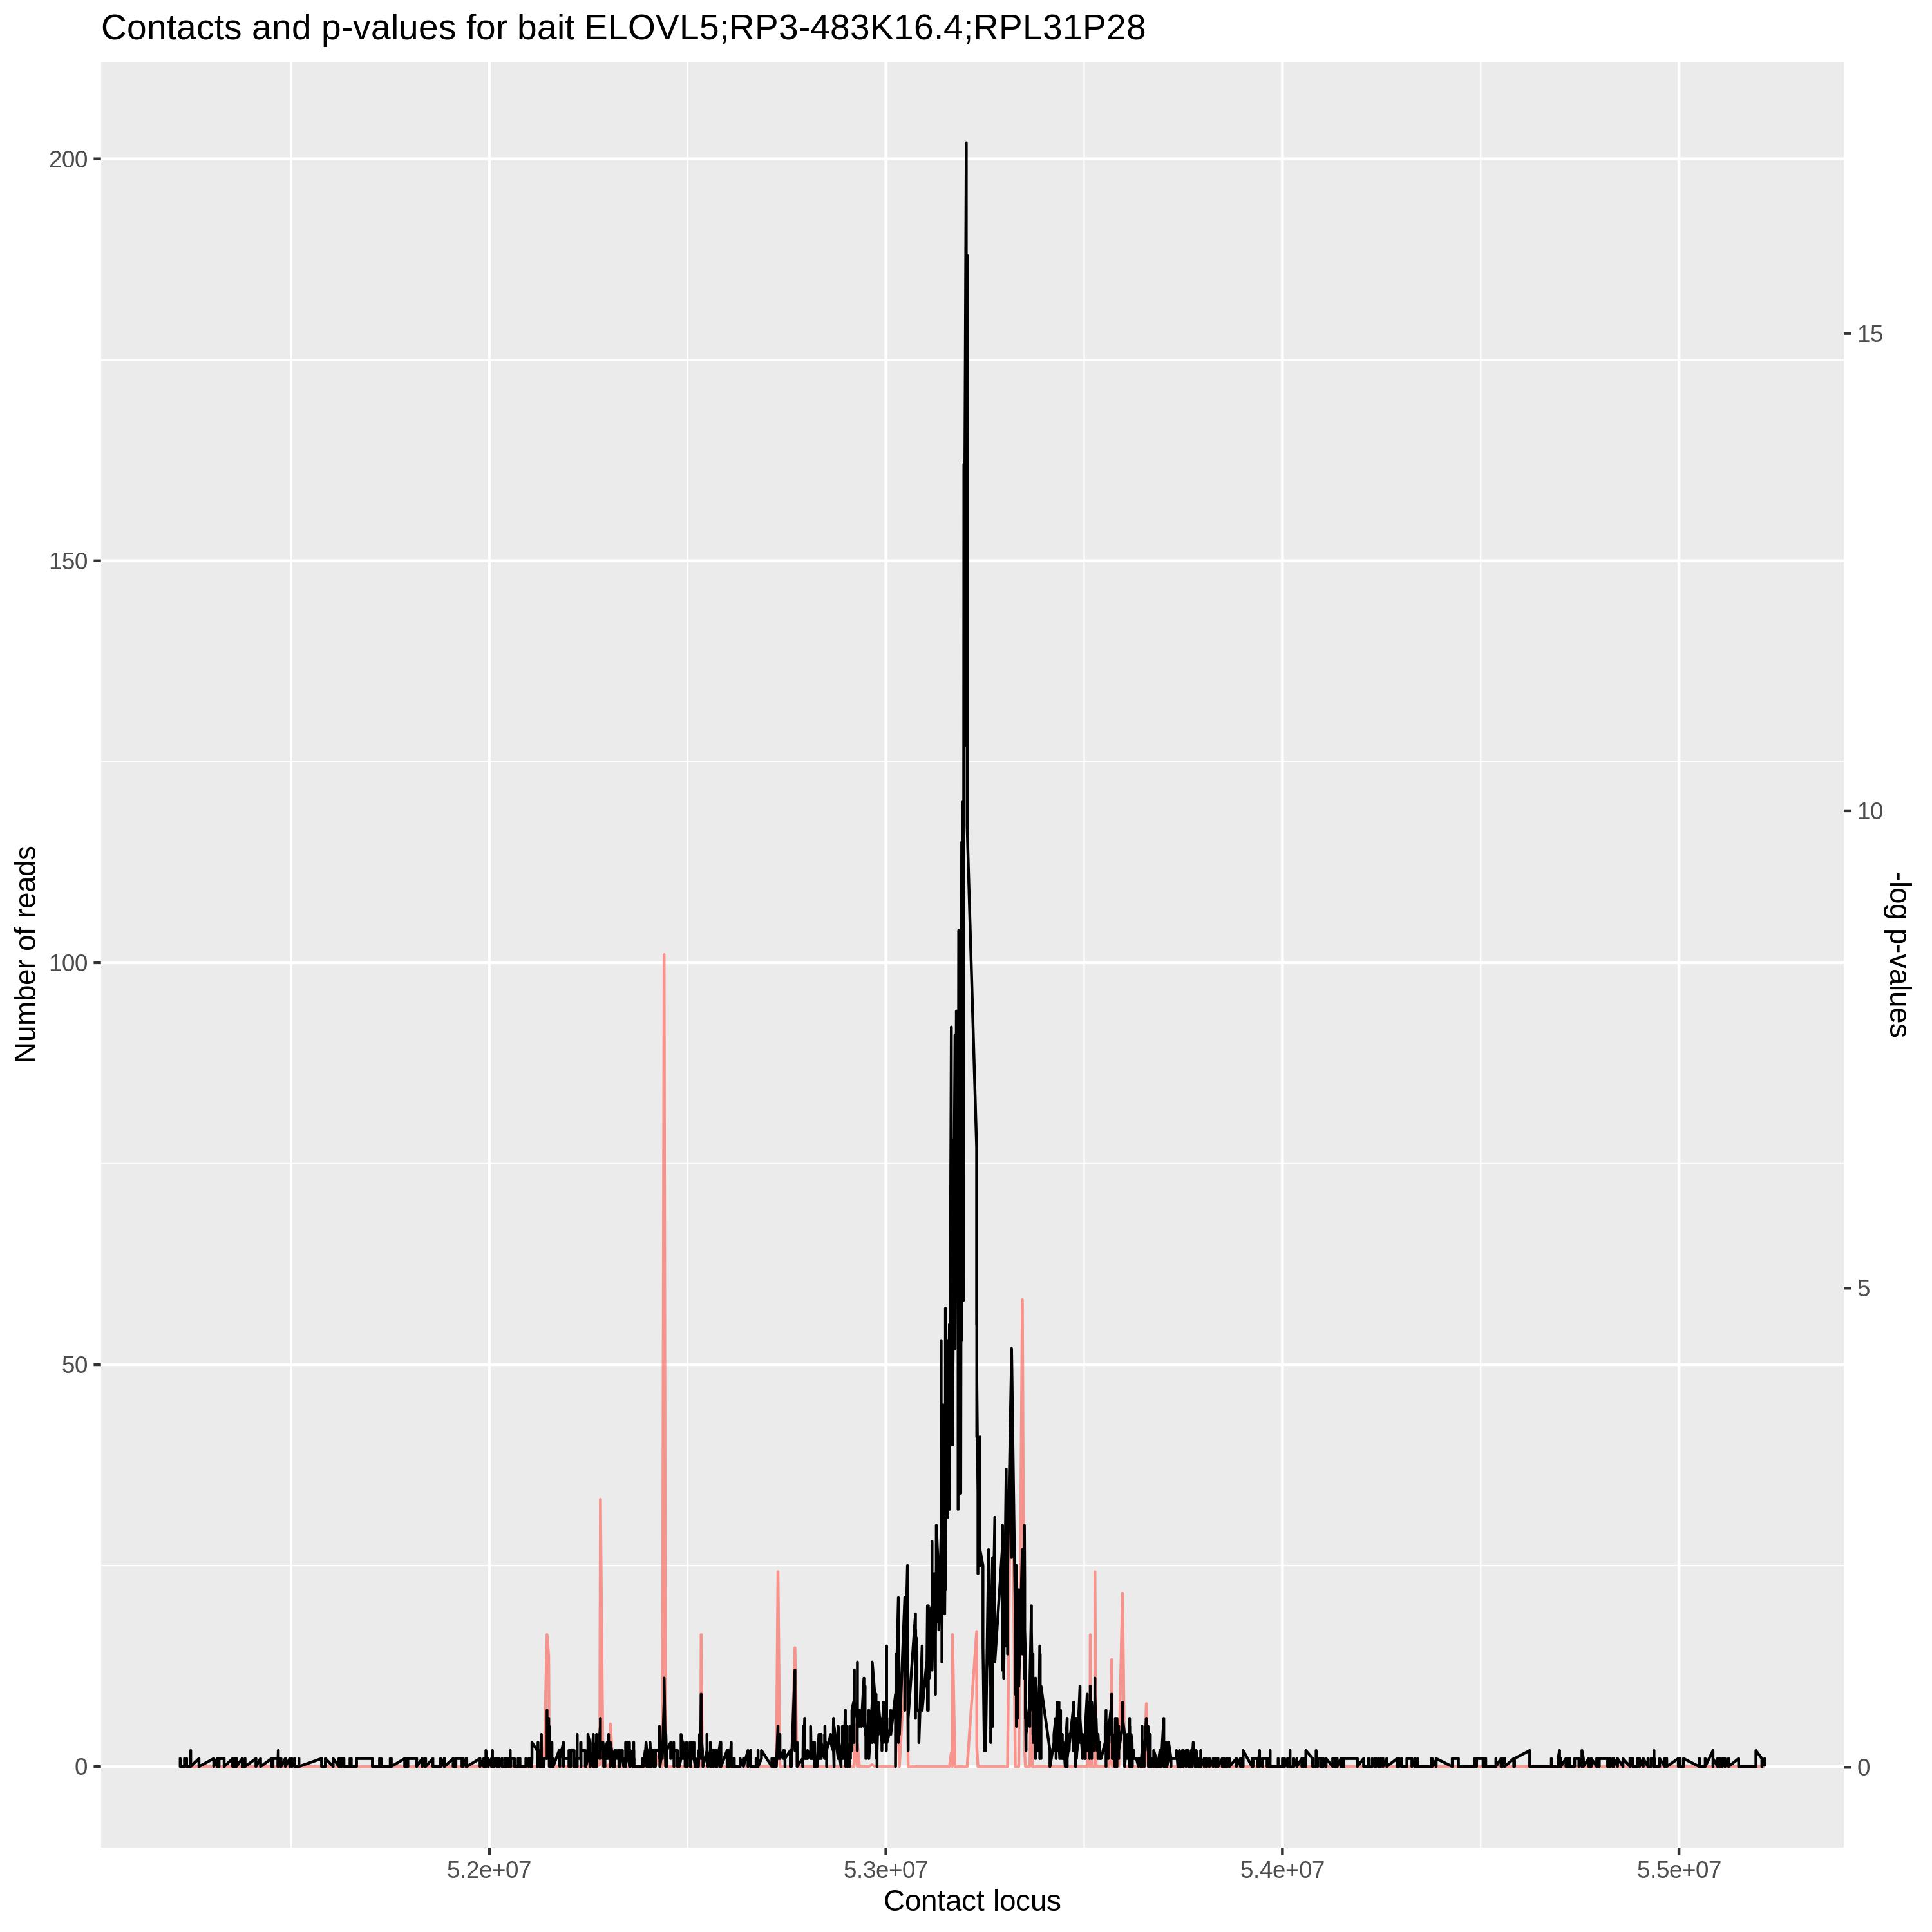 Contacts and p-values for bait ELOVL5;RP3-483K16.4;RPL31P28
200
150
100
50
0
Number of reads
15
10
5
0
-log p-values
5.2e+07
5.3e+07
5.4e+07
5.5e+07
Contact locus